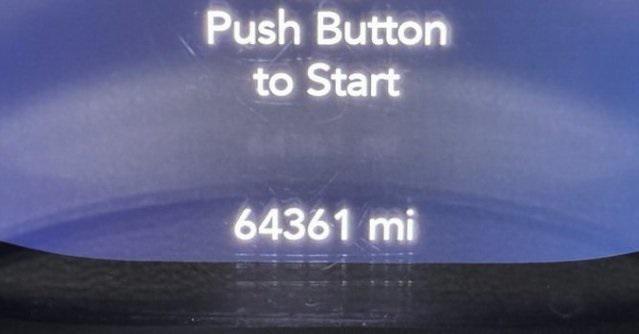 Push Button
to Start
64361 mi